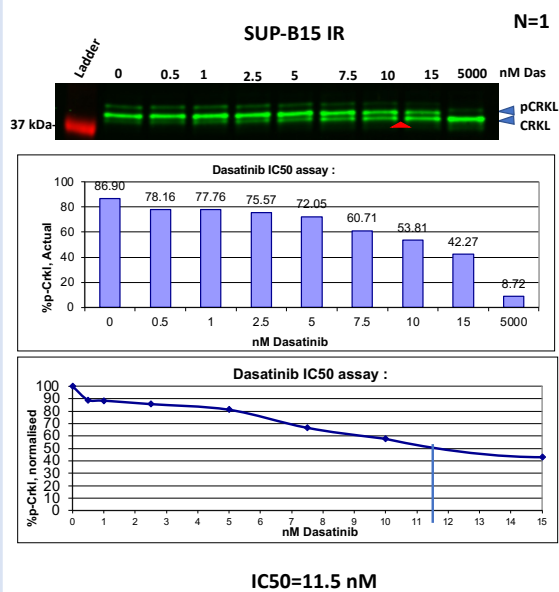 N=1
SUP-B15 IR
Ladder 0 0.5 1 2.5 5 7.5 10 15 5000 nM Das
pCRKL
37 kDa- CRKL
Dasatinib IC50 assay :
%p-Crkl, Actual
100
80
60
40
20
0
86.90 78.16 77.76 75.57 72.05 60.71 53.81 42.27 8.72
0 0.5 1 2.5 5 7.5 10 15 5000
nM Dasatinib
Dasatinib IC50 assay :
%p-Crkl, normalised
100
90
80
70
60
50
40
30
20
10
0
0 1 2 3 4 5 6 7 8 9 10 11 12 13 14 15
nM Dasatinib
IC50=11.5 nM